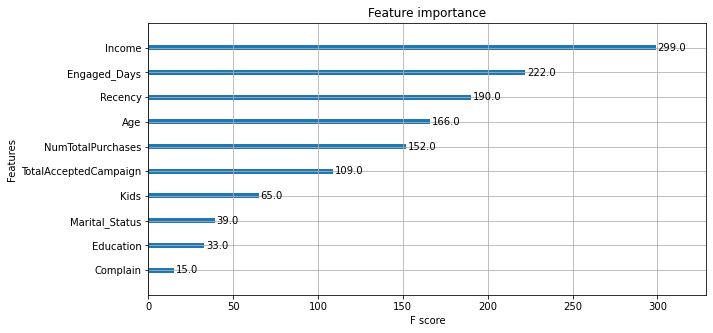 Feature importance
Income 299.0
Engaged_Days 222.0
Recency 190.0
Age 166.0
NumTotalPurchases 152.0
TotalAcceptedCampaign 109.0
Kids 65.0
Marital_Status 39.0
Education 33.0
Complain 15.0
Features
0 50 100 150 200 250 300
F score